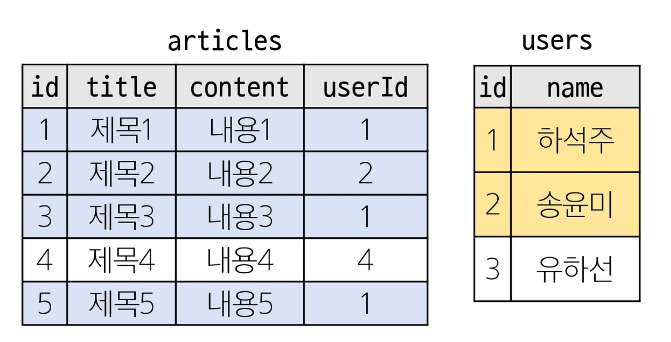 articles
id title content userId
1 제목1 내용1 1
2 제목2 내용2 2
3 제목3 내용3 1
4 제목4 내용4 4
5 제목5 내용5 1
users
id name
1 하석주
2 송윤미
3 유하선